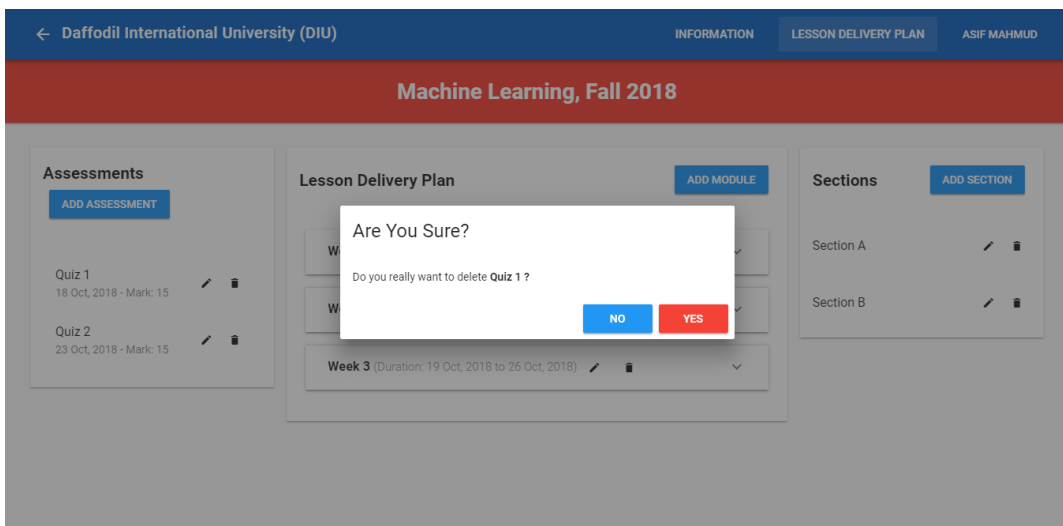 Daffodil International University (DIU)
INFORMATION
LESSON DELIVERY PLAN
ASIF MAHMUD
Machine Learning, Fall 2018
Assessments
ADD ASSESSMENT
Quiz 1
18 Oct, 2018 - Mark: 15
Quiz 2
23 Oct, 2018 - Mark: 15
Lesson Delivery Plan
ADD MODULE
Are You Sure?
Do you really want to delete Quiz 1 ?
NO
YES
Week 3 (Duration: 19 Oct, 2018 to 26 Oct, 2018)
Sections
ADD SECTION
Section A
Section B